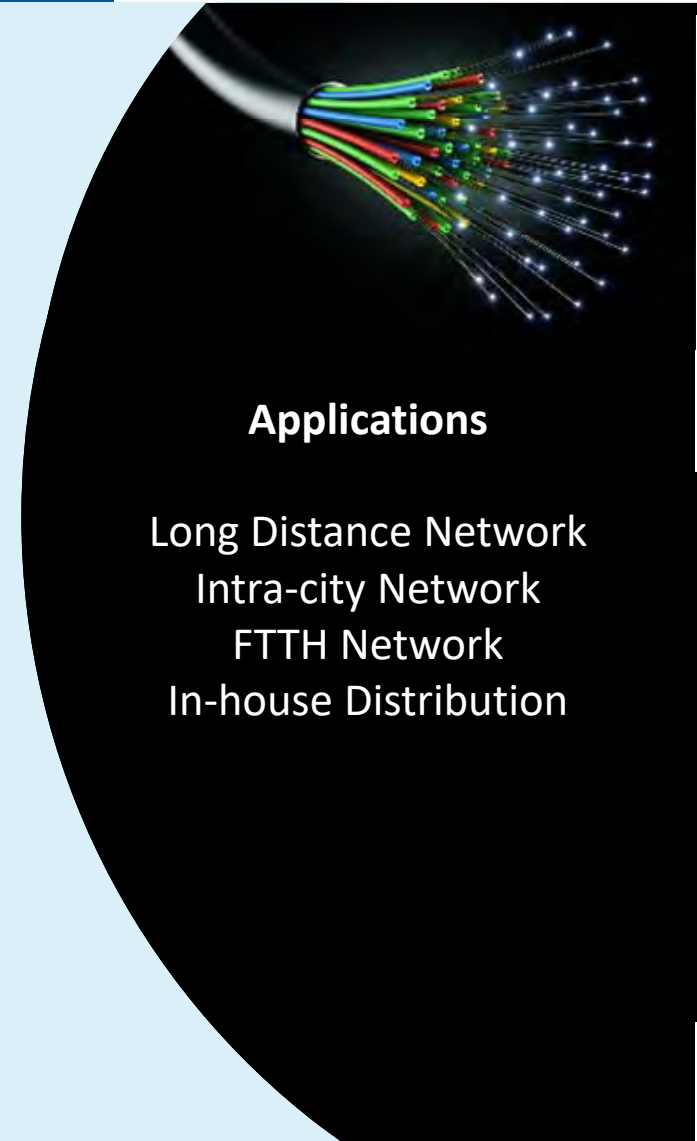 Applications
Long Distance Network
Intra-city Network
FTTH Network
In-house Distribution